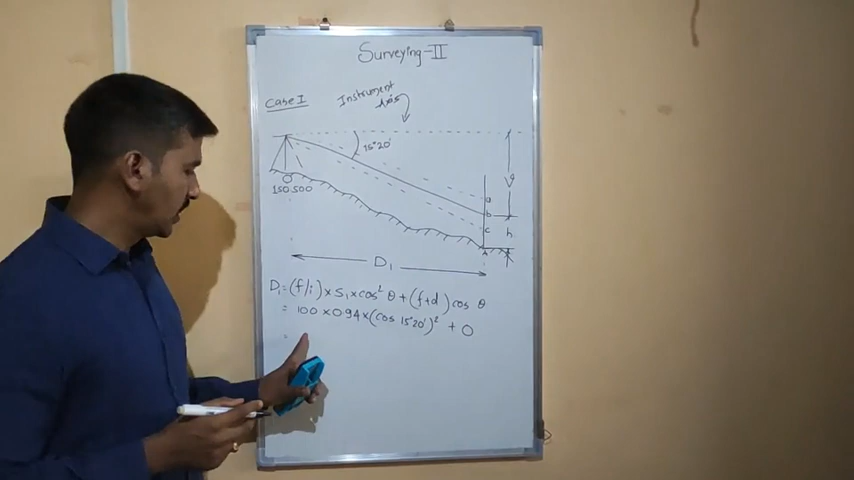 Surveying-II
Case I
Instrument
Axis
15°20'
O
150.500
V
a
b
c
h
A
D₁
D₁=(f/i)×S₁×cos²θ+(f+d)cos θ
= 100×0.94×(cos 15°20')² + 0
=